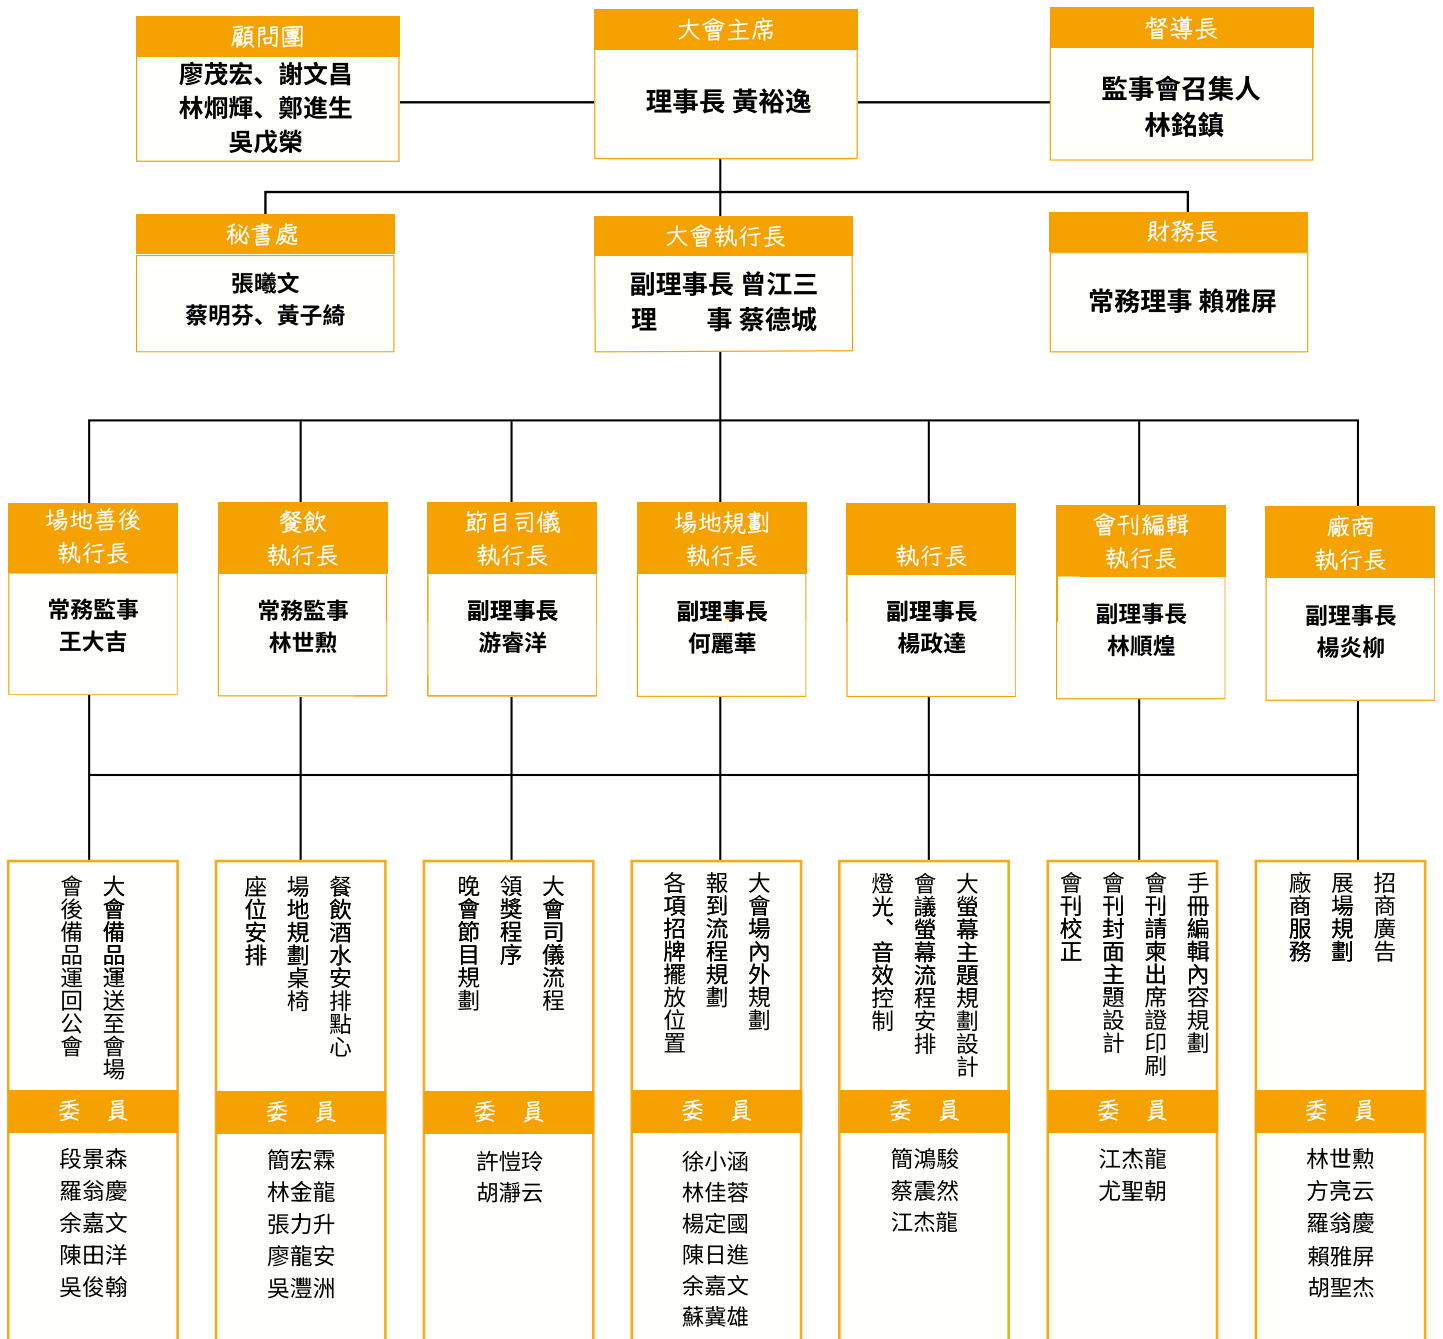 顧問團
廖茂宏、謝文昌
林烱輝、鄭進生
吳戊榮
大會主席
理事長 黃裕逸
督導長
監事會召集人
林銘鎮
秘書處
張曦文
蔡明芬、黃子綺
大會執行長
副理事長 曾江三
理　　事 蔡德城
財務長
常務理事 賴雅屏
場地善後
執行長
常務監事
王大吉
餐飲
執行長
常務監事
林世勲
節目司儀
執行長
副理事長
游睿洋
場地規劃
執行長
副理事長
何麗華
執行長
副理事長
楊政達
會刊編輯
執行長
副理事長
林順煌
廠商
執行長
副理事長
楊炎柳
大會備品運送至會場
會後備品運回公會
委　員
段景森
羅翁慶
余嘉文
陳田洋
吳俊翰
餐飲酒水安排點心
場地規劃桌椅
座位安排
委　員
簡宏霖
林金龍
張力升
廖龍安
吳灃洲
大會司儀流程
領獎程序
晚會節目規劃
委　員
許愷玲
胡瀞云
大會場內外規劃
報到流程規劃
各項招牌擺放位置
委　員
徐小涵
林佳蓉
楊定國
陳日進
余嘉文
蘇冀雄
大螢幕主題規劃設計
會議螢幕流程安排
燈光、音效控制
委　員
簡鴻駿
蔡震然
江杰龍
手冊編輯內容規劃
會刊請柬出席證印刷
會刊封面主題設計
會刊校正
委　員
江杰龍
尤聖朝
招商廣告
展場規劃
廠商服務
委　員
林世勲
方亮云
羅翁慶
賴雅屏
胡聖杰